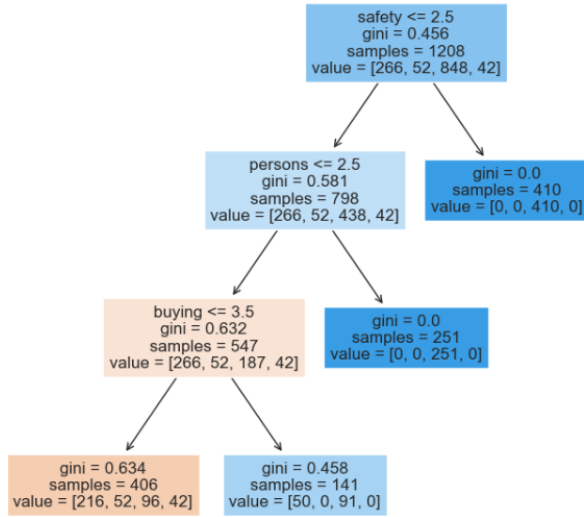 safety <= 2.5
gini = 0.456
samples = 1208
value = [266, 52, 848, 42]
persons <= 2.5
gini = 0.581
samples = 798
value = [266, 52, 438, 42]
gini = 0.0
samples = 410
value = [0, 0, 410, 0]
buying <= 3.5
gini = 0.632
samples = 547
value = [266, 52, 187, 42]
gini = 0.0
samples = 251
value = [0, 0, 251, 0]
gini = 0.634
samples = 406
value = [216, 52, 96, 42]
gini = 0.458
samples = 141
value = [50, 0, 91, 0]